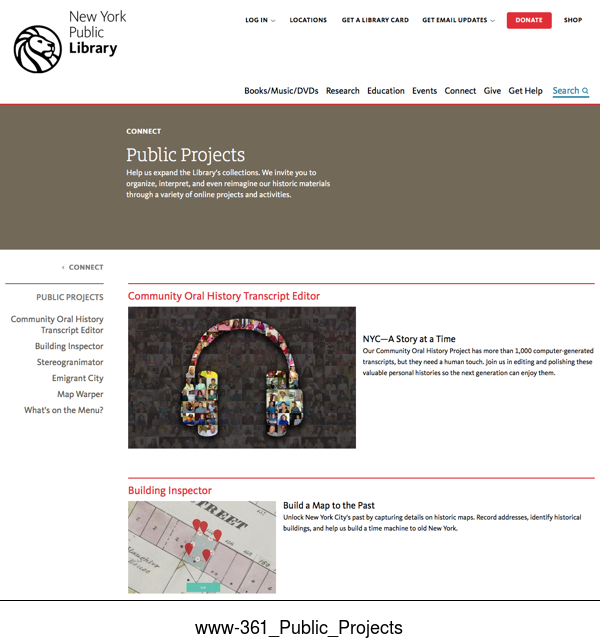 New York
Public
Library
LOG IN
LOCATIONS
GET A LIBRARY CARD
GET EMAIL UPDATES
DONATE
SHOP
Books/Music/DVDs
Research
Education
Events
Connect
Give
Get Help
Search
CONNECT
Public Projects
Help us expand the Library's collections. We invite you to
organize, interpret, and even reimagine our historic materials
through a variety of online projects and activities.
CONNECT
PUBLIC PROJECTS
Community Oral History
Transcript Editor
Building Inspector
Stereogranimator
Emigrant City
Map Warper
What's on the Menu?
Community Oral History Transcript Editor
NYC—A Story at a Time
Our Community Oral History Project has more than 1,000 computer-generated
transcripts, but they need a human touch. Join us in editing and polishing these
valuable personal histories so the next generation can enjoy them.
Building Inspector
STREET
Build a Map to the Past
Unlock New York City's past by capturing details on historic maps. Record addresses, identify historical
buildings, and help us build a time machine to old New York.
www-361_Public_Projects